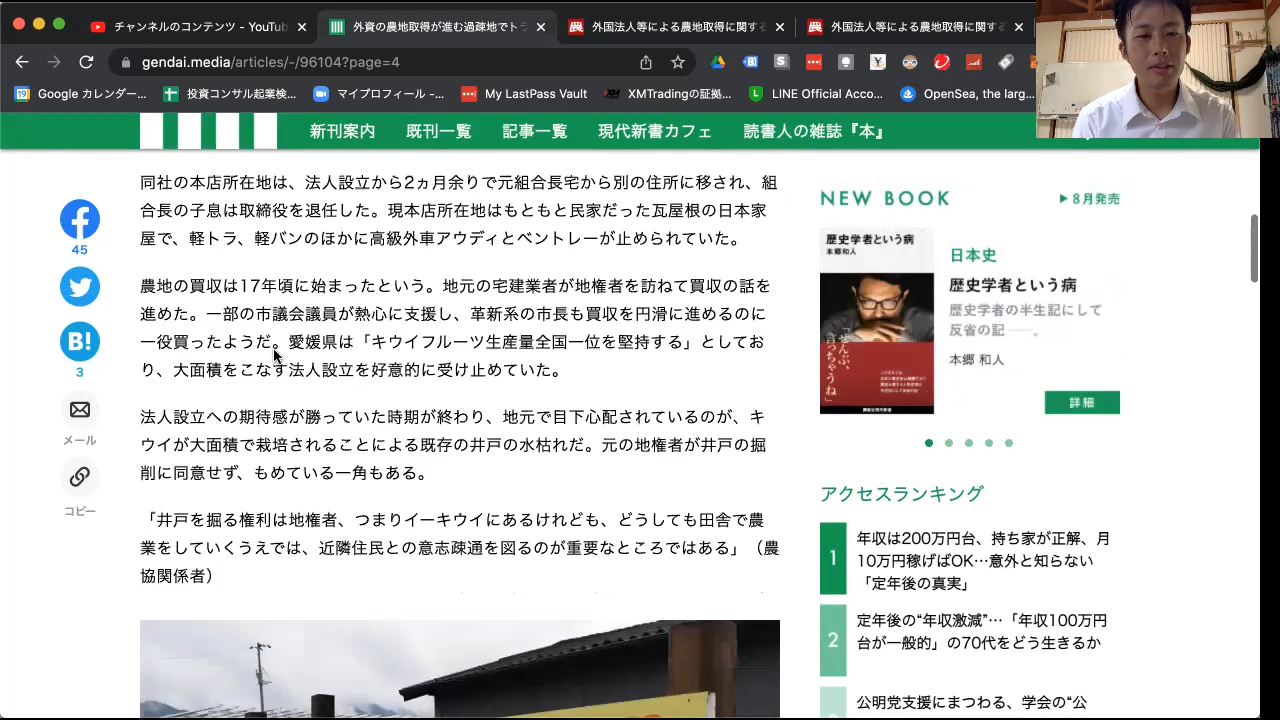 チャンネルのコンテンツ - YouTub
外資の農地取得が進む過疎地でトラ
外国法人等による農地取得に関する
外国法人等による農地取得に関する
gendai.media/articles/-/96104?page=4
Google カレンダー...
投資コンサル起業検...
マイプロフィール -...
My LastPass Vault
XMTradingの証拠...
LINE Official Acco...
OpenSea, the larg...
新刊案内
既刊一覧
記事一覧
現代新書カフェ
読書人の雑誌『本』
同社の本店所在地は、法人設立から2ヵ月余りで元組合長宅から別の住所に移され、組
合長の子息は取締役を退任した。現本店所在地はもともと民家だった瓦屋根の日本家
屋で、軽トラ、軽バンのほかに高級外車アウディとベントレーが止められていた。
農地の買収は17年頃に始まったという。地元の宅建業者が地権者を訪ねて買収の話を
進めた。一部の市議会議員が熱心に支援し、革新系の市長も買収を円滑に進めるのに
一役買ったようだ。愛媛県は「キウイフルーツ生産量全国一位を堅持する」としてお
り、大面積をこなす法人設立を好意的に受け止めていた。
法人設立への期待感が勝っていた初期が終わり、地元で目下心配されているのが、キ
ウイが大面積で栽培されることによる既存の井戸の水枯れだ。元の地権者が井戸の掘
削に同意せず、もめている一角もある。
「井戸を掘る権利は地権者、つまりイーキウイにあるけれども、どうしても田舎で農
業をしていくうえでは、近隣住民との意志疎通を図るのが重要なところではある」（農
協関係者）
45
B!
3
メール
コピー
NEW BOOK
8月発売
歴史学者という病
本郷和人
「ぜんぶ、
言っちゃうね」
日本史
歴史学者という病
歴史学者の半生記にして
反省の記——。
本郷 和人
詳細
アクセスランキング
1
年収は200万円台、持ち家が正解、月
10万円稼げばOK…意外と知らない
「定年後の真実」
2
定年後の“年収激減”…「年収100万円
台が一般的」の70代をどう生きるか
公明党支援にまつわる、学会の“公